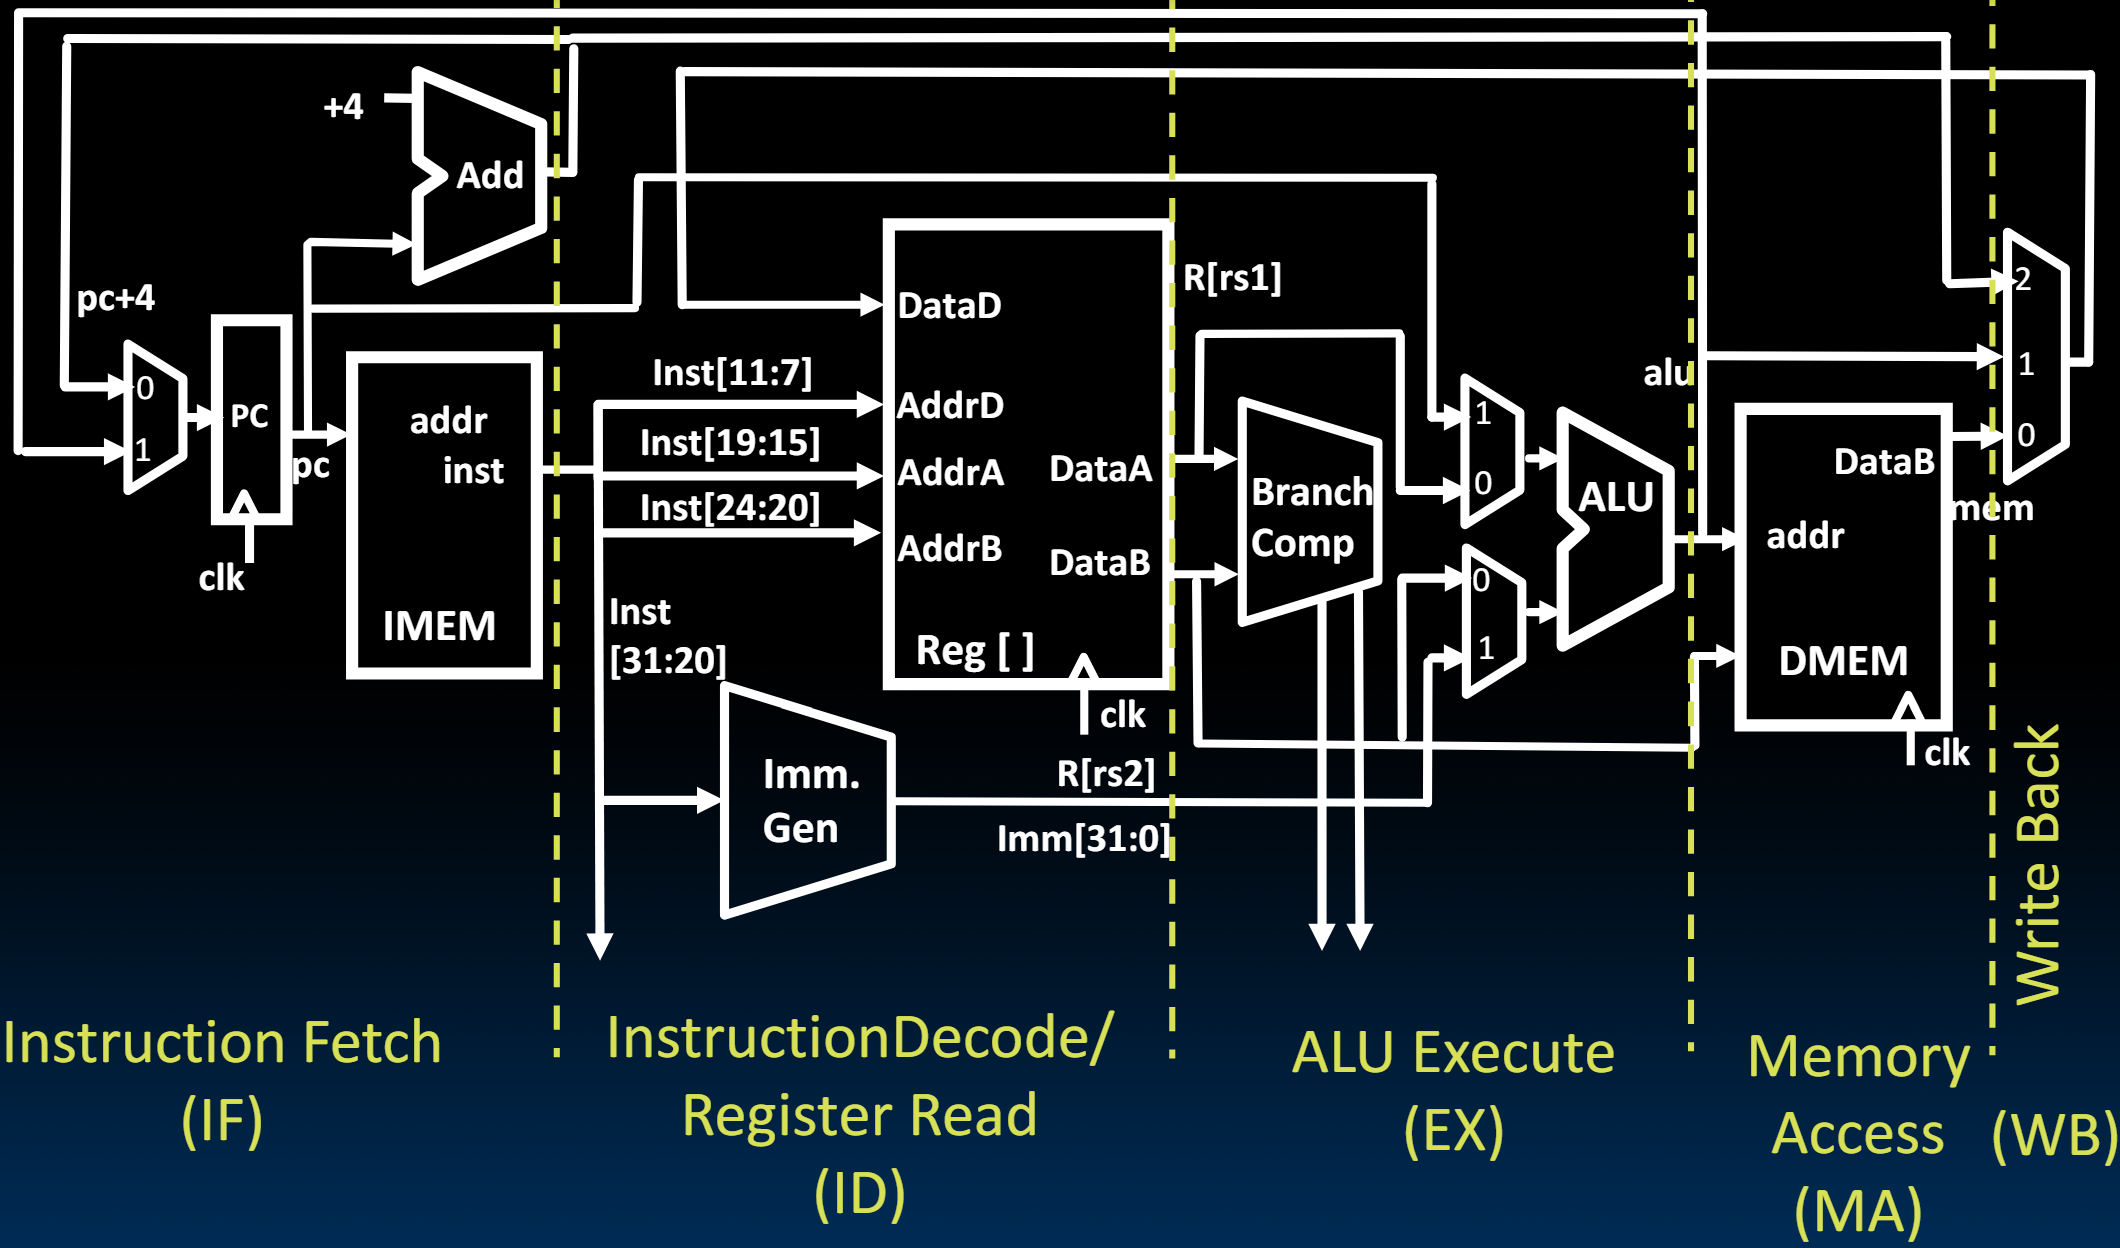 +4
Add
pc+4
0
1
PC
pc
clk
addr
inst
IMEM
Inst[11:7]
Inst[19:15]
Inst[24:20]
Inst
[31:20]
DataD
AddrD
AddrA
AddrB
DataA
DataB
Reg [ ]
clk
Imm.
Gen
R[rs2]
Imm[31:0]
R[rs1]
Branch
Comp
1
0
0
1
ALU
alu
addr
DataB
DMEM
clk
mem
2
1
0
Instruction Fetch
(IF)
InstructionDecode/
Register Read
(ID)
ALU Execute
(EX)
Memory
Access
(MA)
Write Back
(WB)